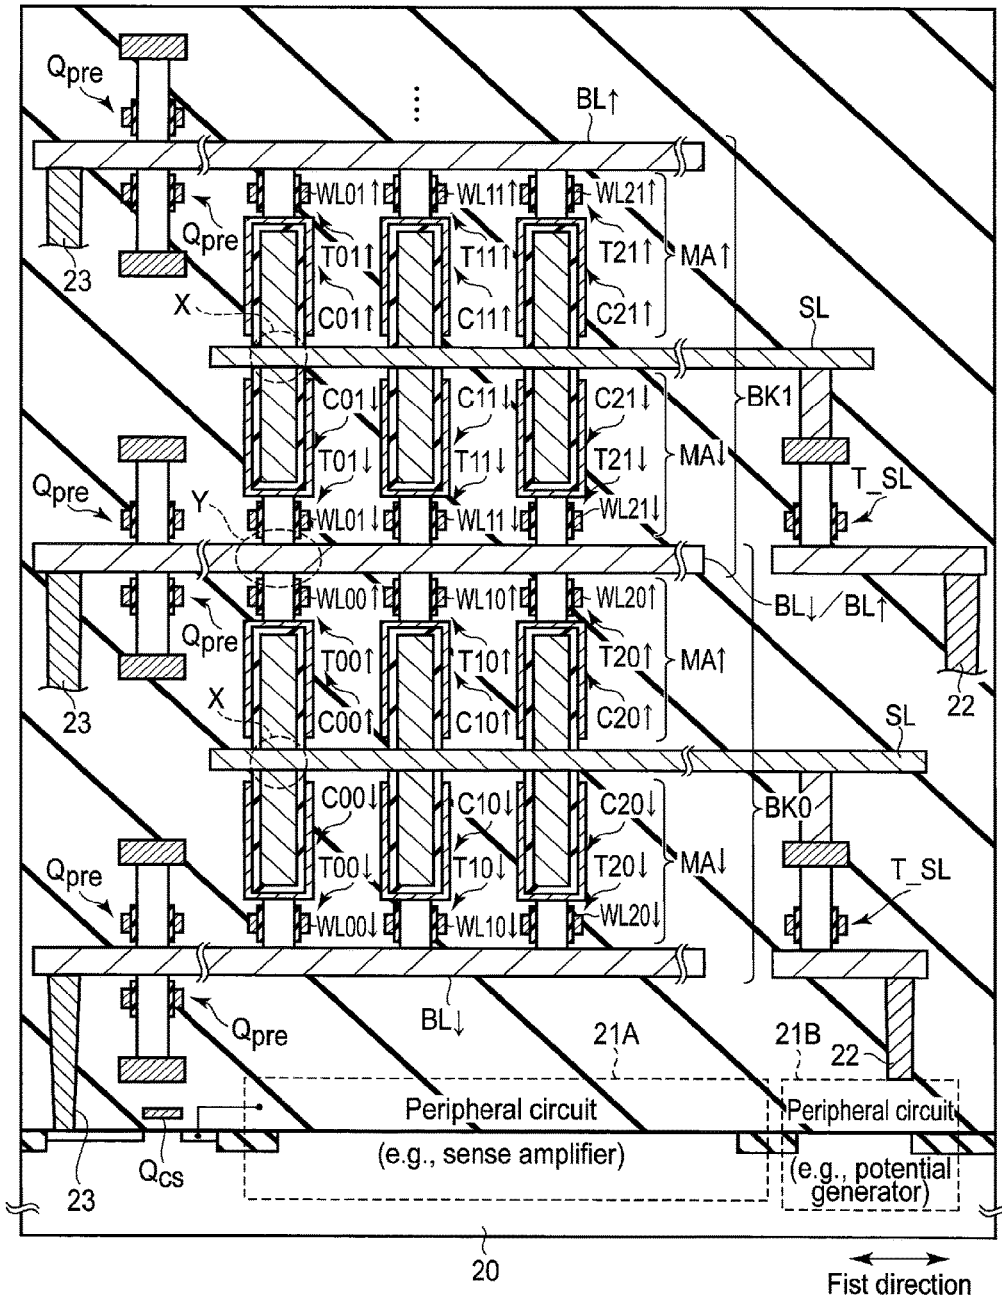 Qpre
BL↑
WL01↑ WL11↑ WL21↑
Qpre
T01↑ T11↑ T21↑ MA↑
23
X C01↑ C11↑ C21↑
SL
BK1
C01↓ C11↓ C21↓
Qpre
T01↓ T11↓ T21↓ MA↓
T_SL
Y WL01↓ WL11↓ WL21↓
BL↓/BL↑
WL00↑ WL10↑ WL20↑
Qpre
T00↑ T10↑ T20↑ MA↑
23
X C00↑ C10↑ C20↑
22
SL
BK0
C00↓ C10↓ C20↓
Qpre
T00↓ T10↓ T20↓ MA↓
T_SL
WL00↓ WL10↓ WL20↓
Qpre
BL↓
21A 21B 22
Peripheral circuit Peripheral circuit
Qcs
(e.g., sense amplifier)
(e.g., potential
generator)
23
20
Fist direction